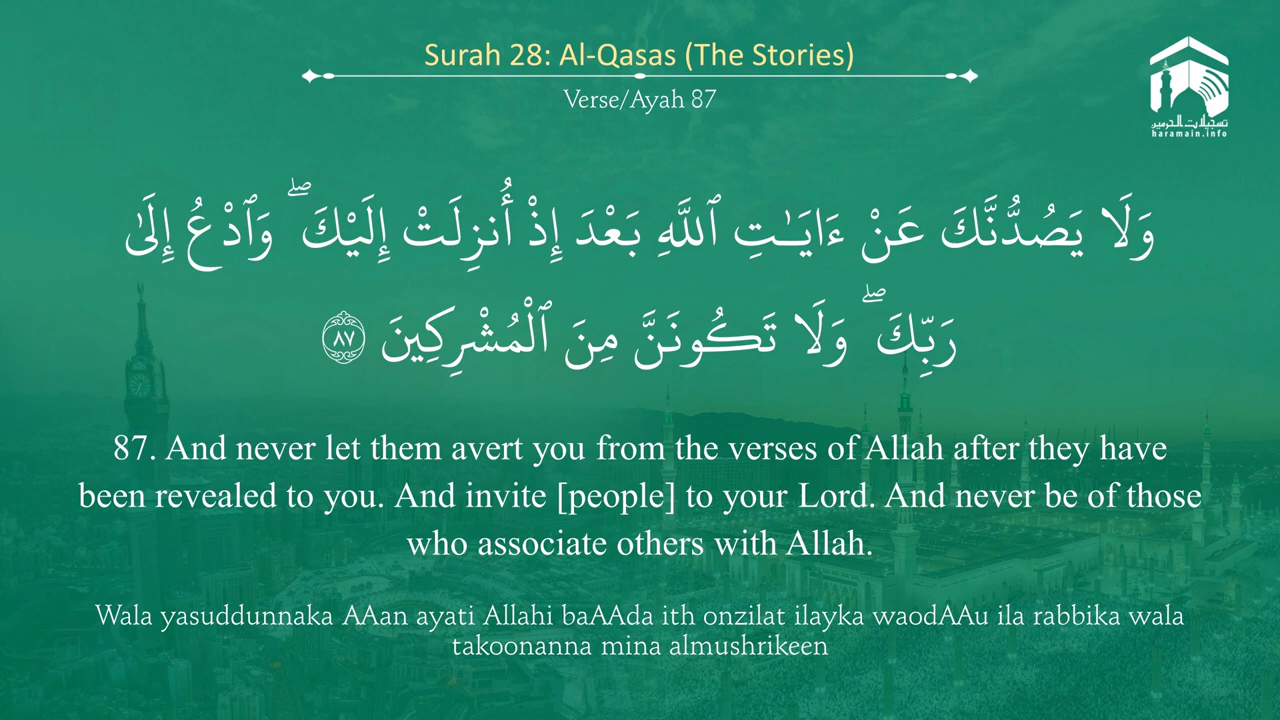 Surah 28: Al-Qasas (The Stories)
Verse/Ayah 87
تسجيلات الحرمين
haramain.info
وَلَا يَصُدُّنَّكَ عَنْ ءَايَـٰتِ ٱللَّهِ بَعْدَ إِذْ أُنزِلَتْ إِلَيْكَ ۖ وَٱدْعُ إِلَىٰ
رَبِّكَ ۖ وَلَا تَكُونَنَّ مِنَ ٱلْمُشْرِكِينَ ٨٧
87. And never let them avert you from the verses of Allah after they have
been revealed to you. And invite [people] to your Lord. And never be of those
who associate others with Allah.
Wala yasuddunnaka AAan ayati Allahi baAAda ith onzilat ilayka waodAAu ila rabbika wala
takoonanna mina almushrikeen